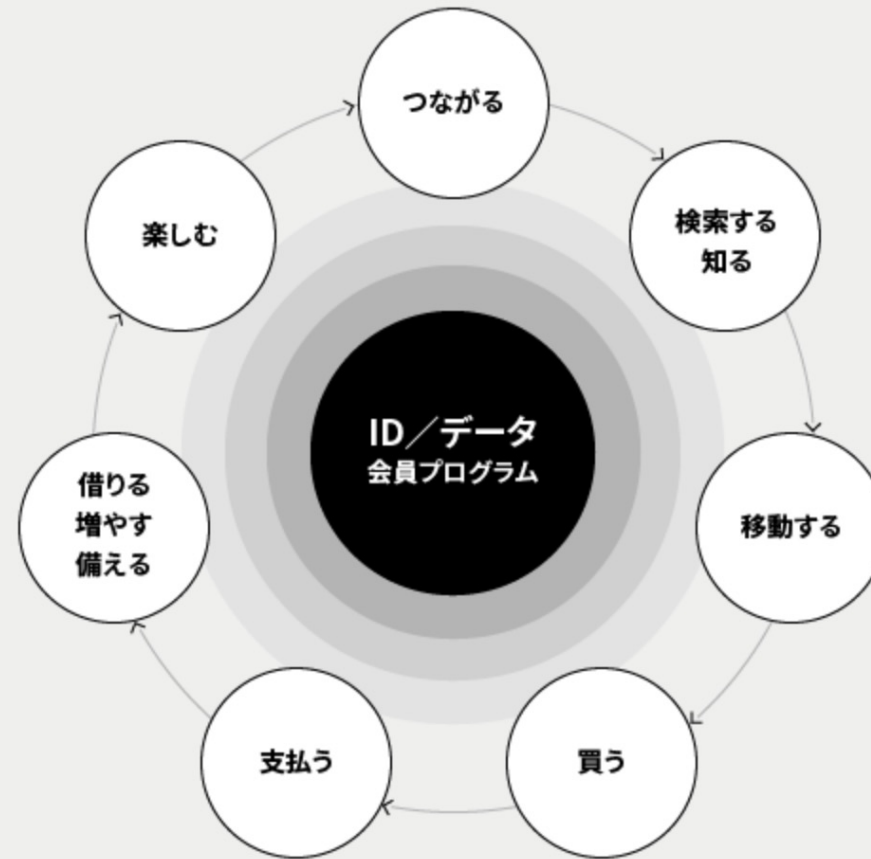 つながる
検索する
知る
移動する
買う
支払う
借りる
増やす
備える
楽しむ
ID／データ
会員プログラム